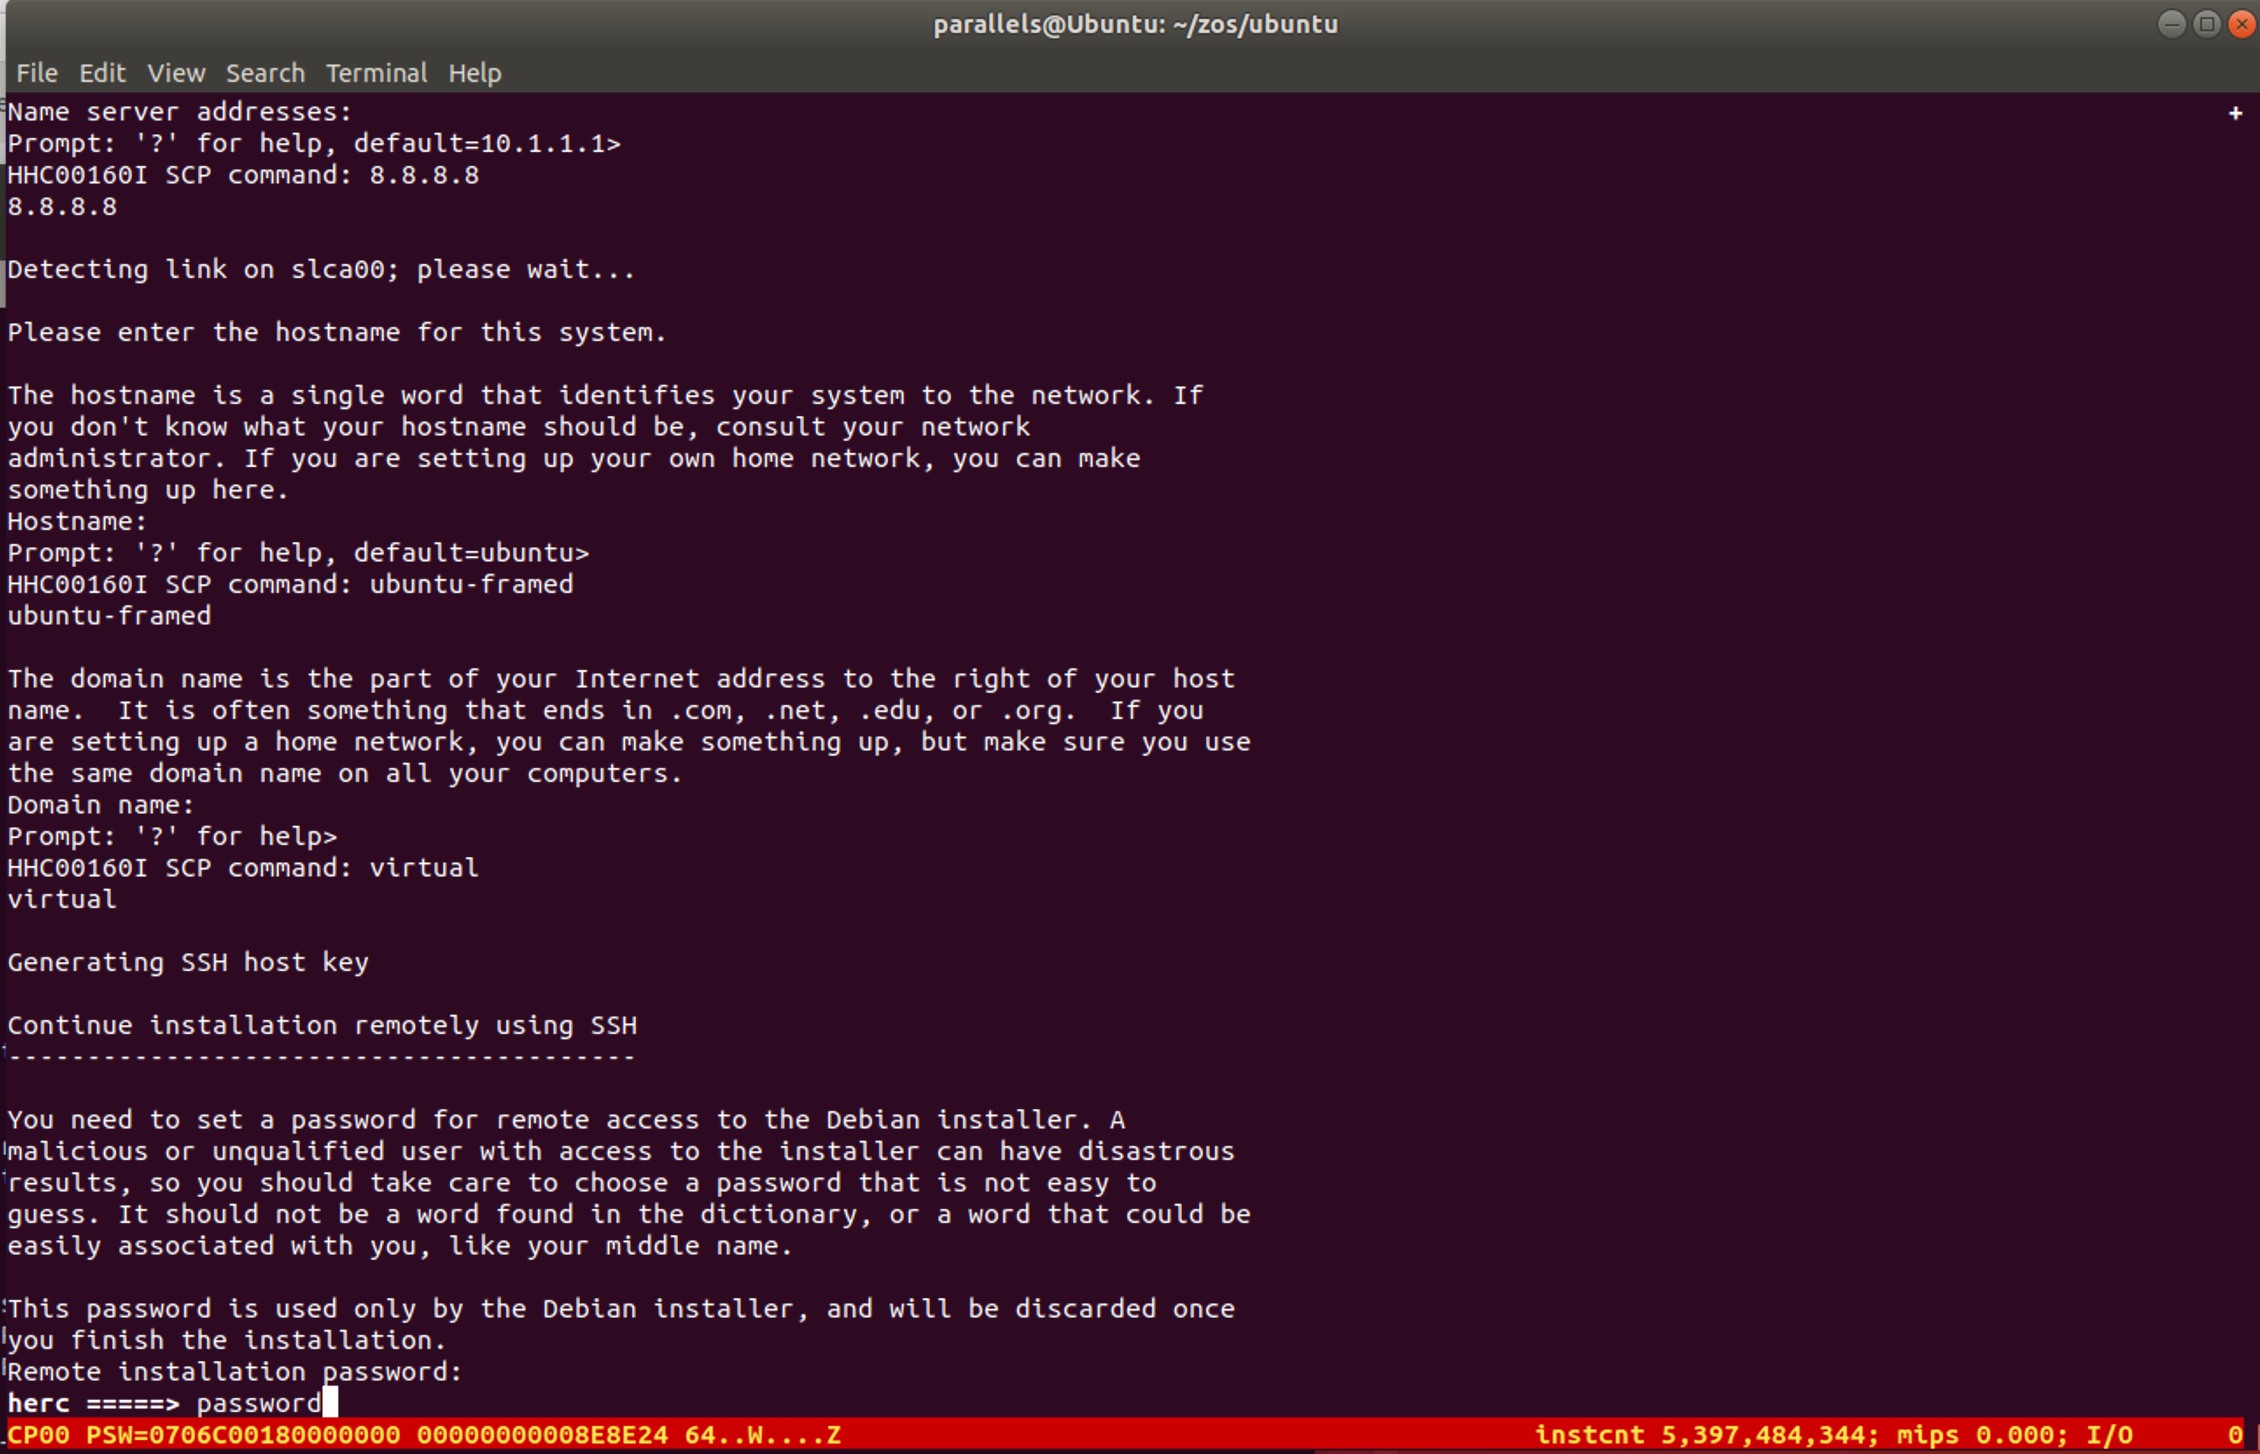 parallels@Ubuntu: ~/zos/ubuntu
File Edit View Search Terminal Help
Name server addresses: +
Prompt: '?' for help, default=10.1.1.1>
HHC00160I SCP command: 8.8.8.8
8.8.8.8
Detecting link on slca00; please wait...
Please enter the hostname for this system.
The hostname is a single word that identifies your system to the network. If
you don't know what your hostname should be, consult your network
administrator. If you are setting up your own home network, you can make
something up here.
Hostname:
Prompt: '?' for help, default=ubuntu>
HHC00160I SCP command: ubuntu-framed
ubuntu-framed
The domain name is the part of your Internet address to the right of your host
name.  It is often something that ends in .com, .net, .edu, or .org.  If you
are setting up a home network, you can make something up, but make sure you use
the same domain name on all your computers.
Domain name:
Prompt: '?' for help>
HHC00160I SCP command: virtual
virtual
Generating SSH host key
Continue installation remotely using SSH
----------------------------------------
You need to set a password for remote access to the Debian installer. A
malicious or unqualified user with access to the installer can have disastrous
results, so you should take care to choose a password that is not easy to
guess. It should not be a word found in the dictionary, or a word that could be
easily associated with you, like your middle name.
This password is used only by the Debian installer, and will be discarded once
you finish the installation.
Remote installation password:
herc =====> password
CP00 PSW=0706C00180000000 00000000008E8E24 64..W....Z instcnt 5,397,484,344; mips 0.000; I/O 0